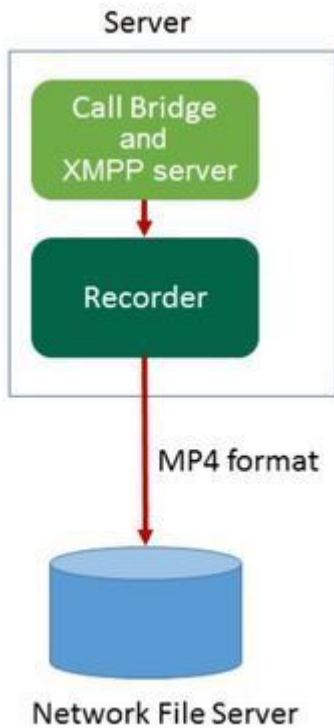 Server
Call Bridge
and
XMPP server
Recorder
MP4 format
Network File Server